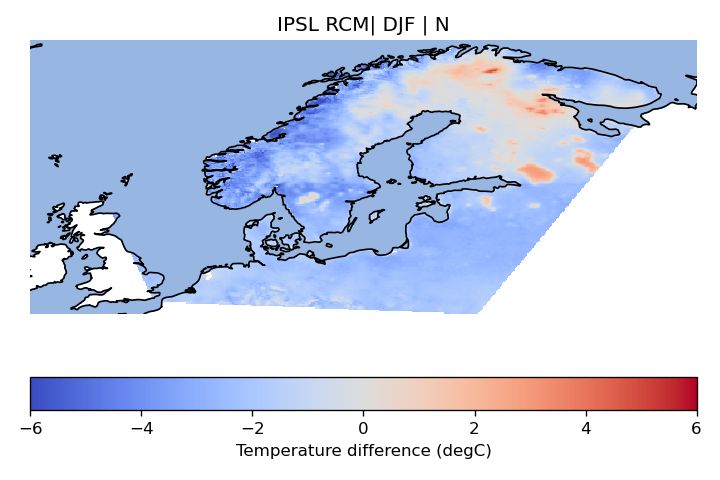 IPSL RCM| DJF | N
−6 −4 −2 0 2 4 6
Temperature difference (degC)